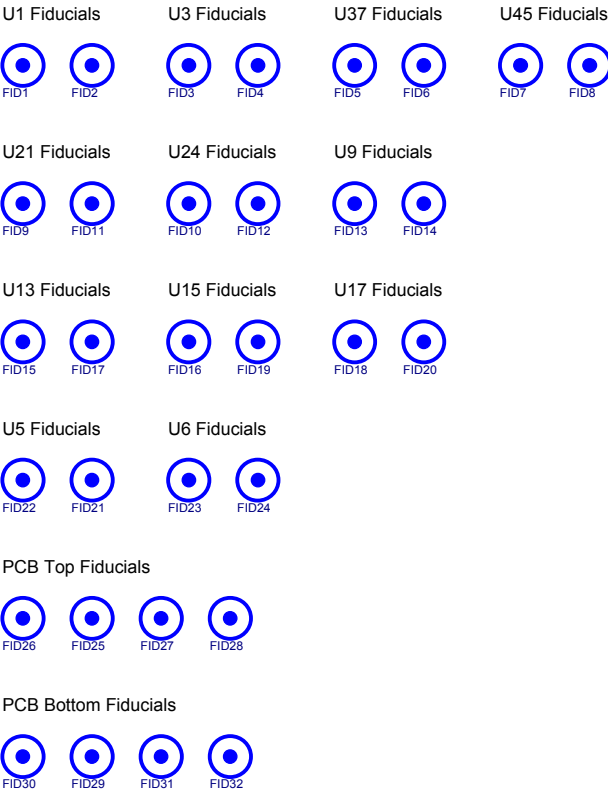 U1 Fiducials U3 Fiducials U37 Fiducials U45 Fiducials
FID1 FID2 FID3 FID4 FID5 FID6 FID7 FID8
U21 Fiducials U24 Fiducials U9 Fiducials
FID9 FID11 FID10 FID12 FID13 FID14
U13 Fiducials U15 Fiducials U17 Fiducials
FID15 FID17 FID16 FID19 FID18 FID20
U5 Fiducials U6 Fiducials
FID22 FID21 FID23 FID24
PCB Top Fiducials
FID26 FID25 FID27 FID28
PCB Bottom Fiducials
FID30 FID29 FID31 FID32